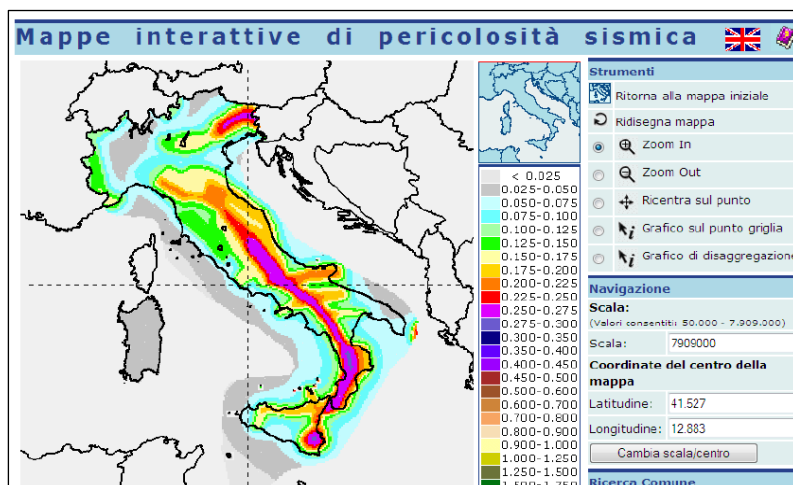 Mappe interattive di pericolosità sismica
< 0.025
0.025-0.050
0.050-0.075
0.075-0.100
0.100-0.125
0.125-0.150
0.150-0.175
0.175-0.200
0.200-0.225
0.225-0.250
0.250-0.275
0.275-0.300
0.300-0.350
0.350-0.400
0.400-0.450
0.450-0.500
0.500-0.600
0.600-0.700
0.700-0.800
0.800-0.900
0.900-1.000
1.000-1.250
1.250-1.500
1.500-1.750
Strumenti
Ritorna alla mappa iniziale
Ridisegna mappa
Zoom In
Zoom Out
Ricentra sul punto
Grafico sul punto griglia
Grafico di disaggregazione
Navigazione
Scala:
(Valori consentiti: 50.000 - 7.909.000)
Scala: 7909000
Coordinate del centro della
mappa
Latitudine: 41.527
Longitudine: 12.883
Cambia scala/centro
Ricerca Comune